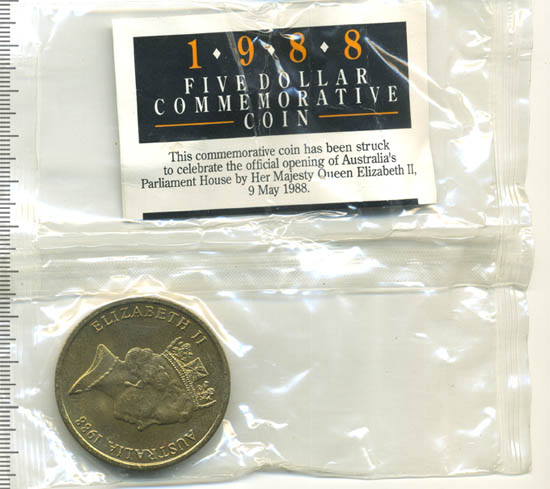 1♦9♦8♦8
FIVE DOLLAR
COMMEMORATIVE
COIN
This commemorative coin has been struck
to celebrate the official opening of Australia's
Parliament House by Her Majesty Queen Elizabeth II,
9 May 1988.
ELIZABETH II
AUSTRALIA 1988